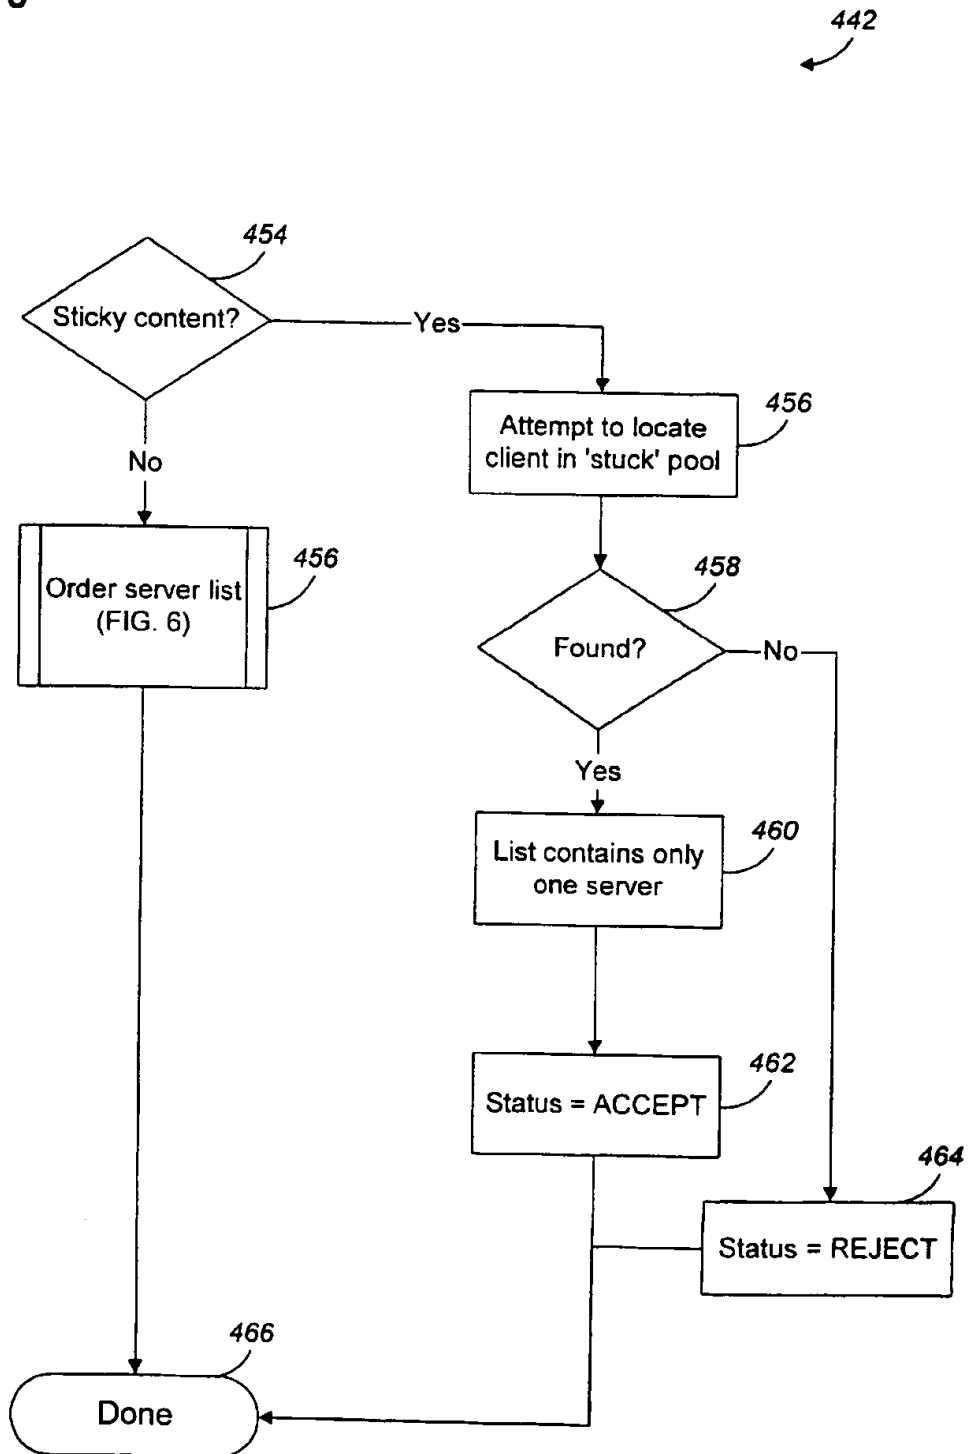 442
454
Sticky content?
Yes
456
Attempt to locate
client in 'stuck' pool
No
456
Order server list
(FIG. 6)
458
Found?
No
Yes
460
List contains only
one server
462
Status = ACCEPT
464
Status = REJECT
466
Done